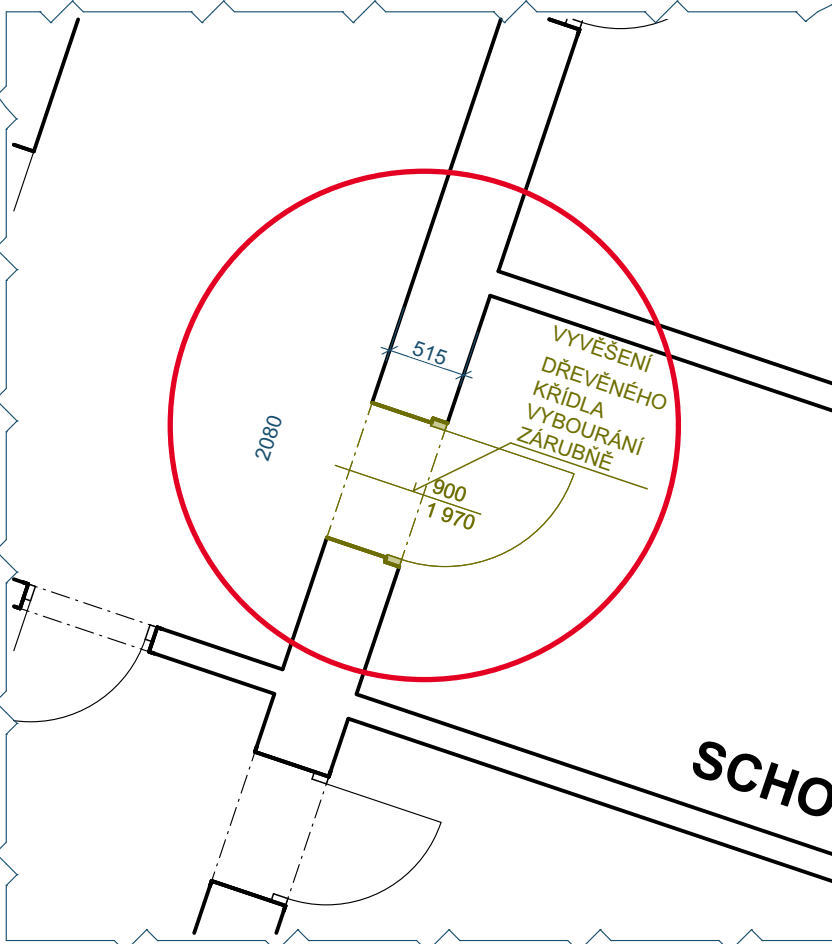 515
VYVĚŠENÍ
DŘEVĚNÉHO
KŘÍDLA
VYBOURÁNÍ
ZÁRUBNĚ
2080
900
1 970
SCHO